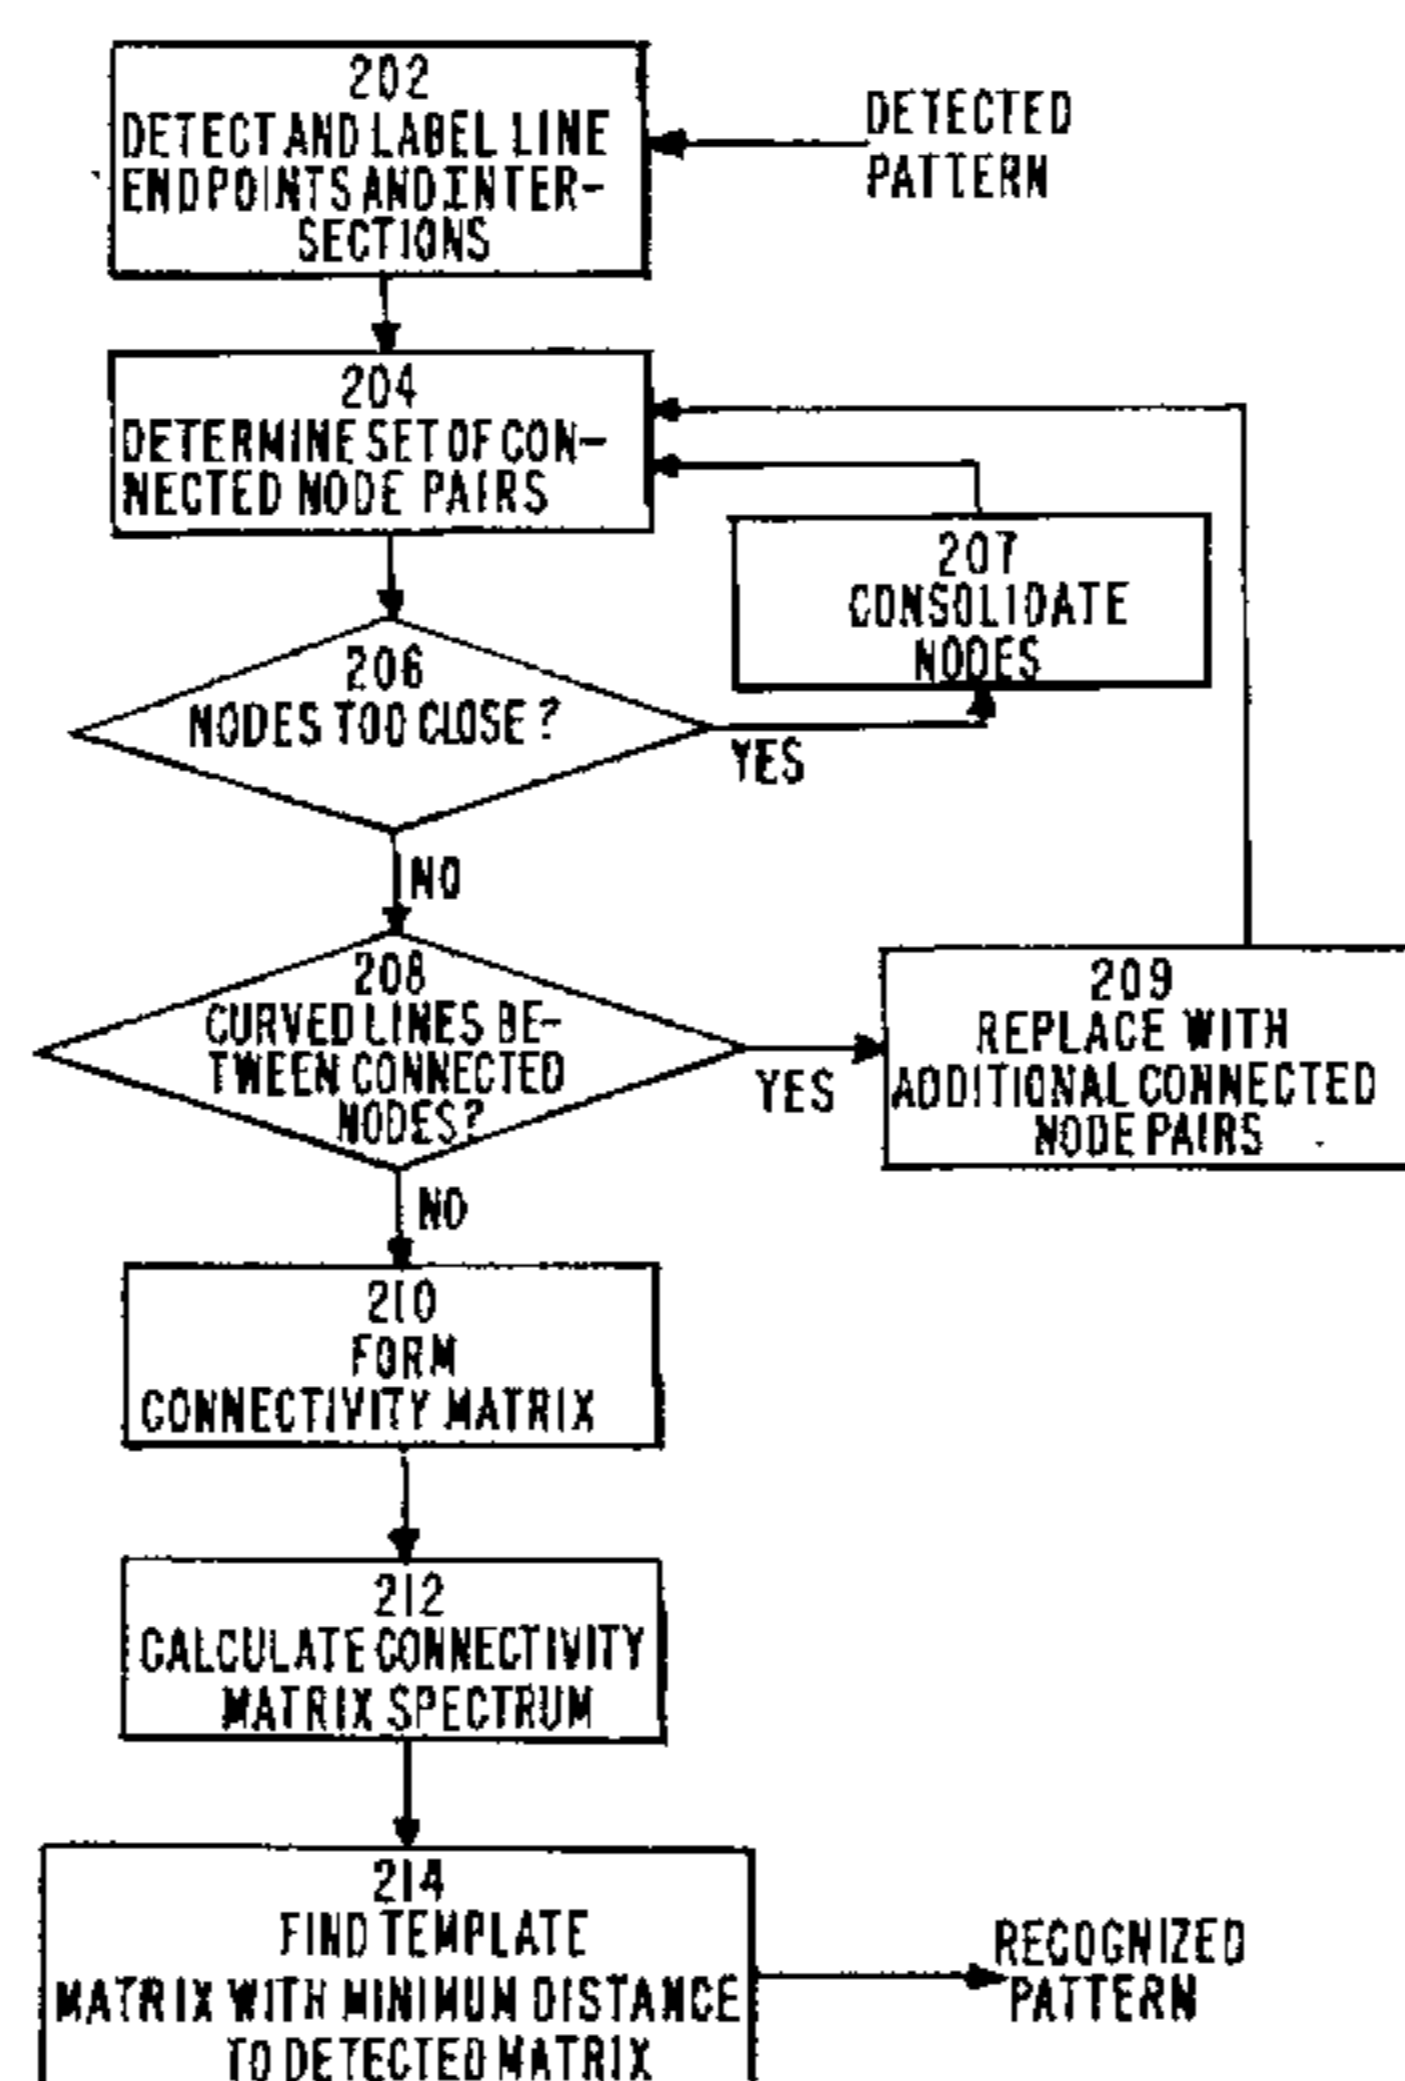 202
DETECT AND LABEL LINE
ENDPOINTS AND INTER-
SECTIONS
DETECTED
PATTERN
204
DETERMINE SET OF CON-
NECTED NODE PAIRS
207
CONSOLIDATE
NODES
206
NODES TOO CLOSE ?
YES
NO
208
CURVED LINES BE-
TWEEN CONNECTED
NODES?
YES
209
REPLACE WITH
ADDITIONAL CONNECTED
NODE PAIRS
NO
210
FORM
CONNECTIVITY MATRIX
212
CALCULATE CONNECTIVITY
MATRIX SPECTRUM
214
FIND TEMPLATE
MATRIX WITH MINIMUM DISTANCE
TO DETECTED MATRIX
RECOGNIZED
PATTERN